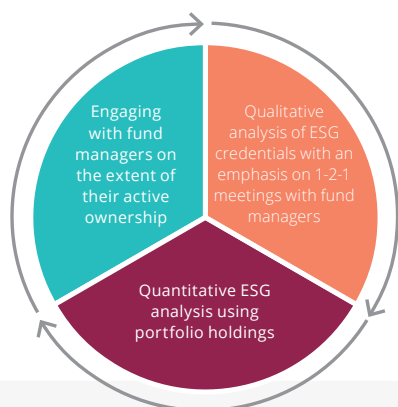 Engaging
with fund
managers on
the extent of
their active
ownership
Qualitative
analysis of ESG
credentials with an
emphasis on 1-2-1
meetings with fund
managers
Quantitative ESG
analysis using
portfolio holdings